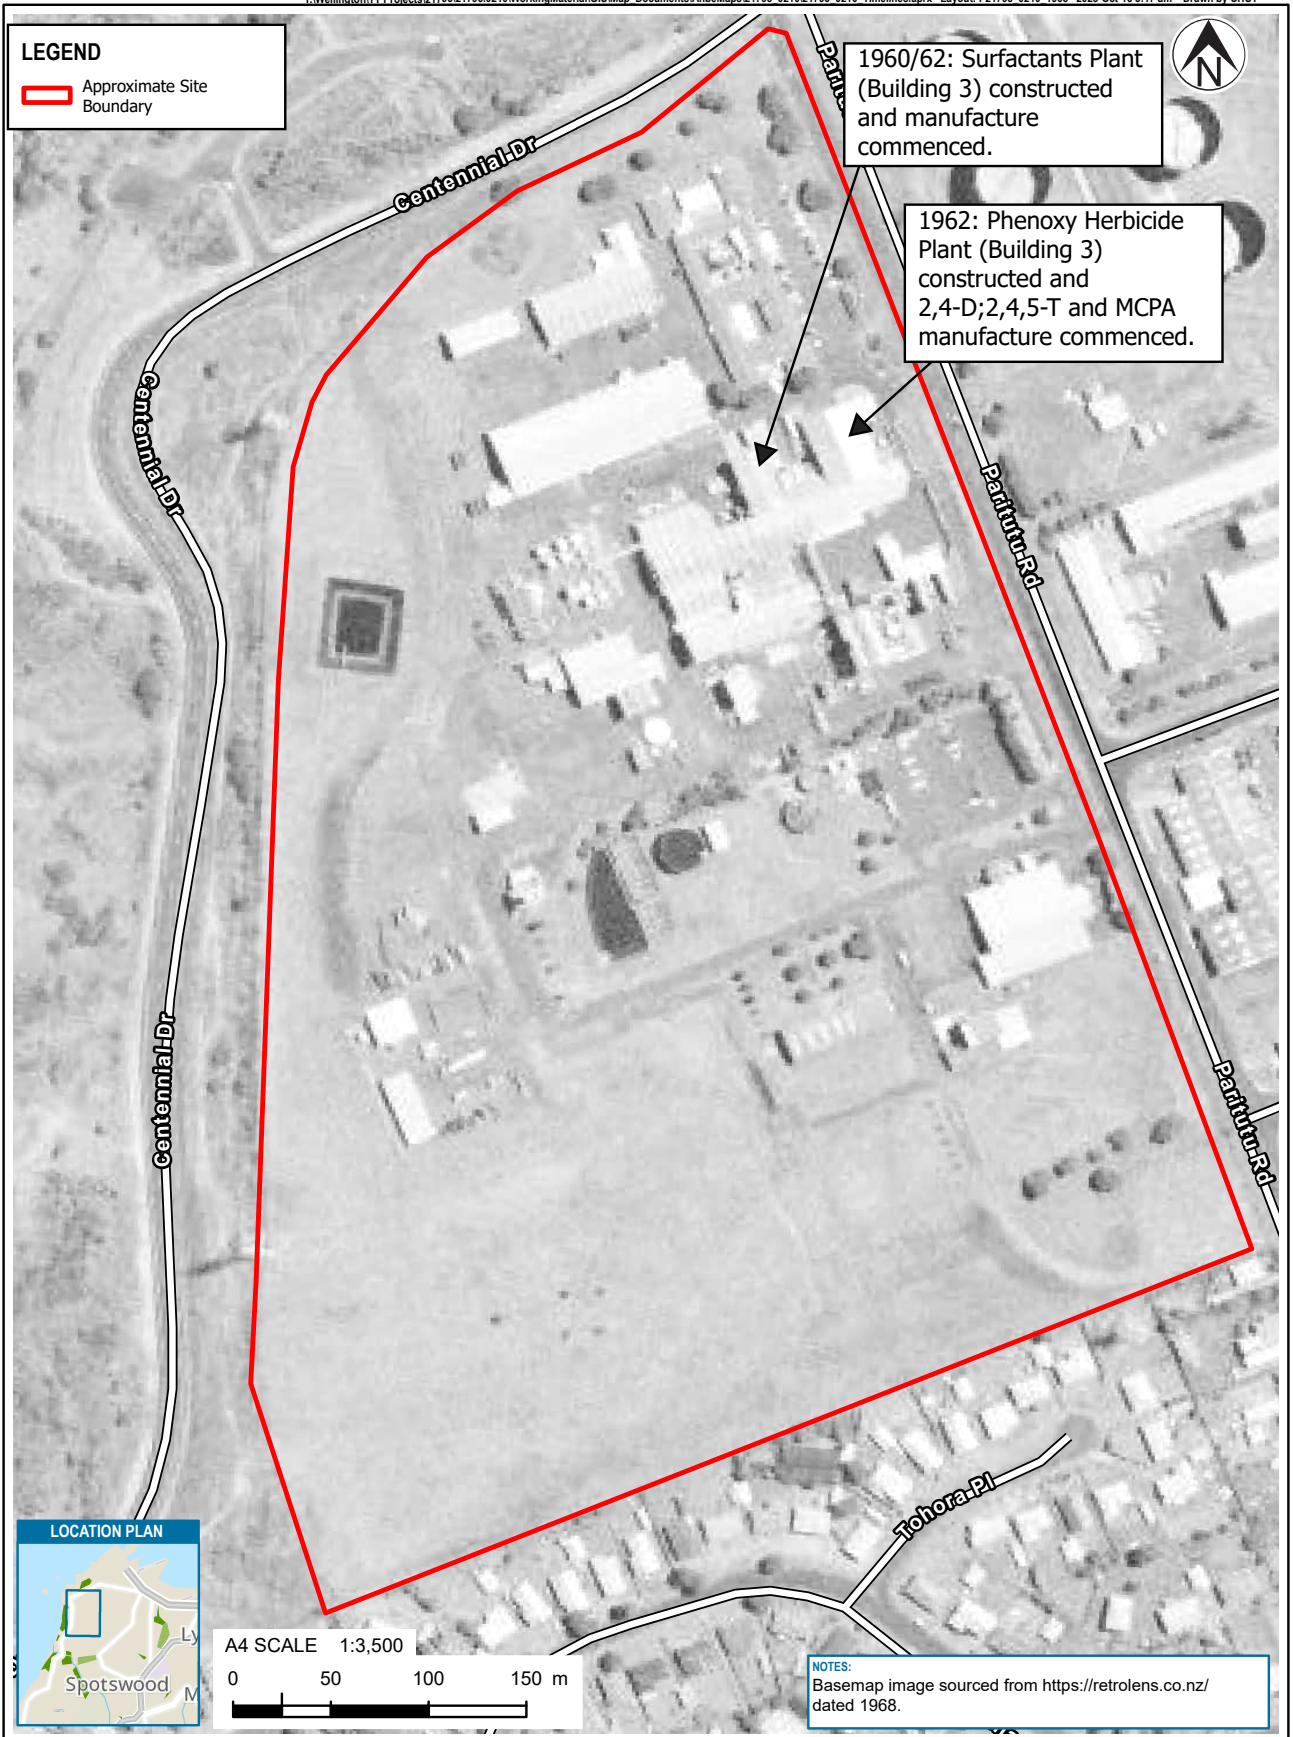 LEGEND
Approximate Site
Boundary
1960/62: Surfactants Plant
(Building 3) constructed
and manufacture
commenced.
1962: Phenoxy Herbicide
Plant (Building 3)
constructed and
2,4-D;2,4,5-T and MCPA
manufacture commenced.
N
Centennial Dr
Centennial Dr
Paritutu Rd
Centennial Dr
Paritutu Rd
Tohora Pl
LOCATION PLAN
Spotswood
A4 SCALE 1:3,500
0 50 100 150 m
NOTES:
Basemap image sourced from https://retrolens.co.nz/
dated 1968.